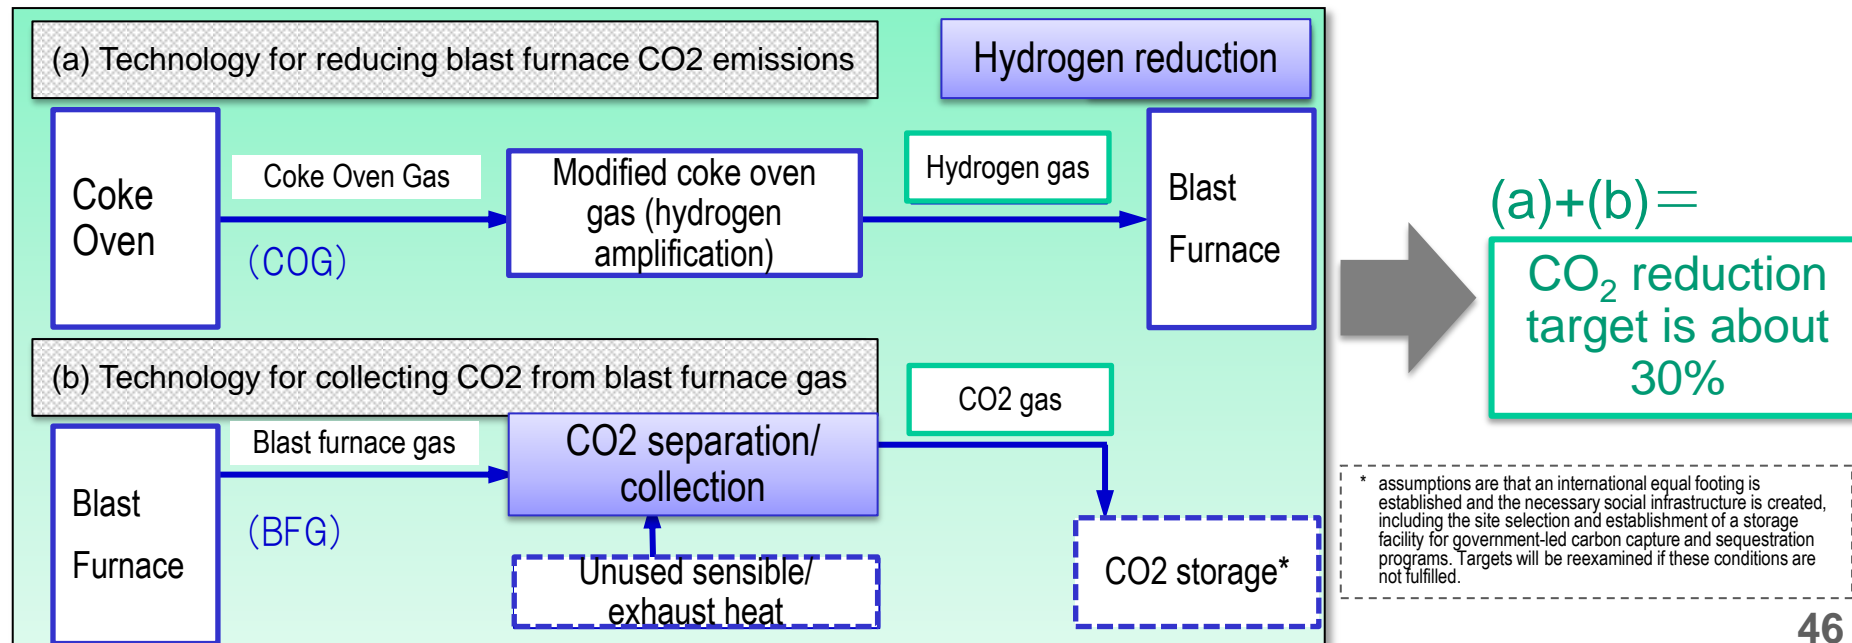 (a) Technology for reducing blast furnace CO2 emissions
Hydrogen reduction
Coke
Oven
Coke Oven Gas
(COG)
Modified coke oven
gas (hydrogen
amplification)
Hydrogen gas
Blast
Furnace
(b) Technology for collecting CO2 from blast furnace gas
Blast
Furnace
Blast furnace gas
(BFG)
CO2 separation/
collection
Unused sensible/
exhaust heat
CO2 gas
CO2 storage*
(a)+(b)＝
CO₂ reduction
target is about
30%
* assumptions are that an international equal footing is
established and the necessary social infrastructure is created,
including the site selection and establishment of a storage
facility for government-led carbon capture and sequestration
programs. Targets will be reexamined if these conditions are
not fulfilled.
46